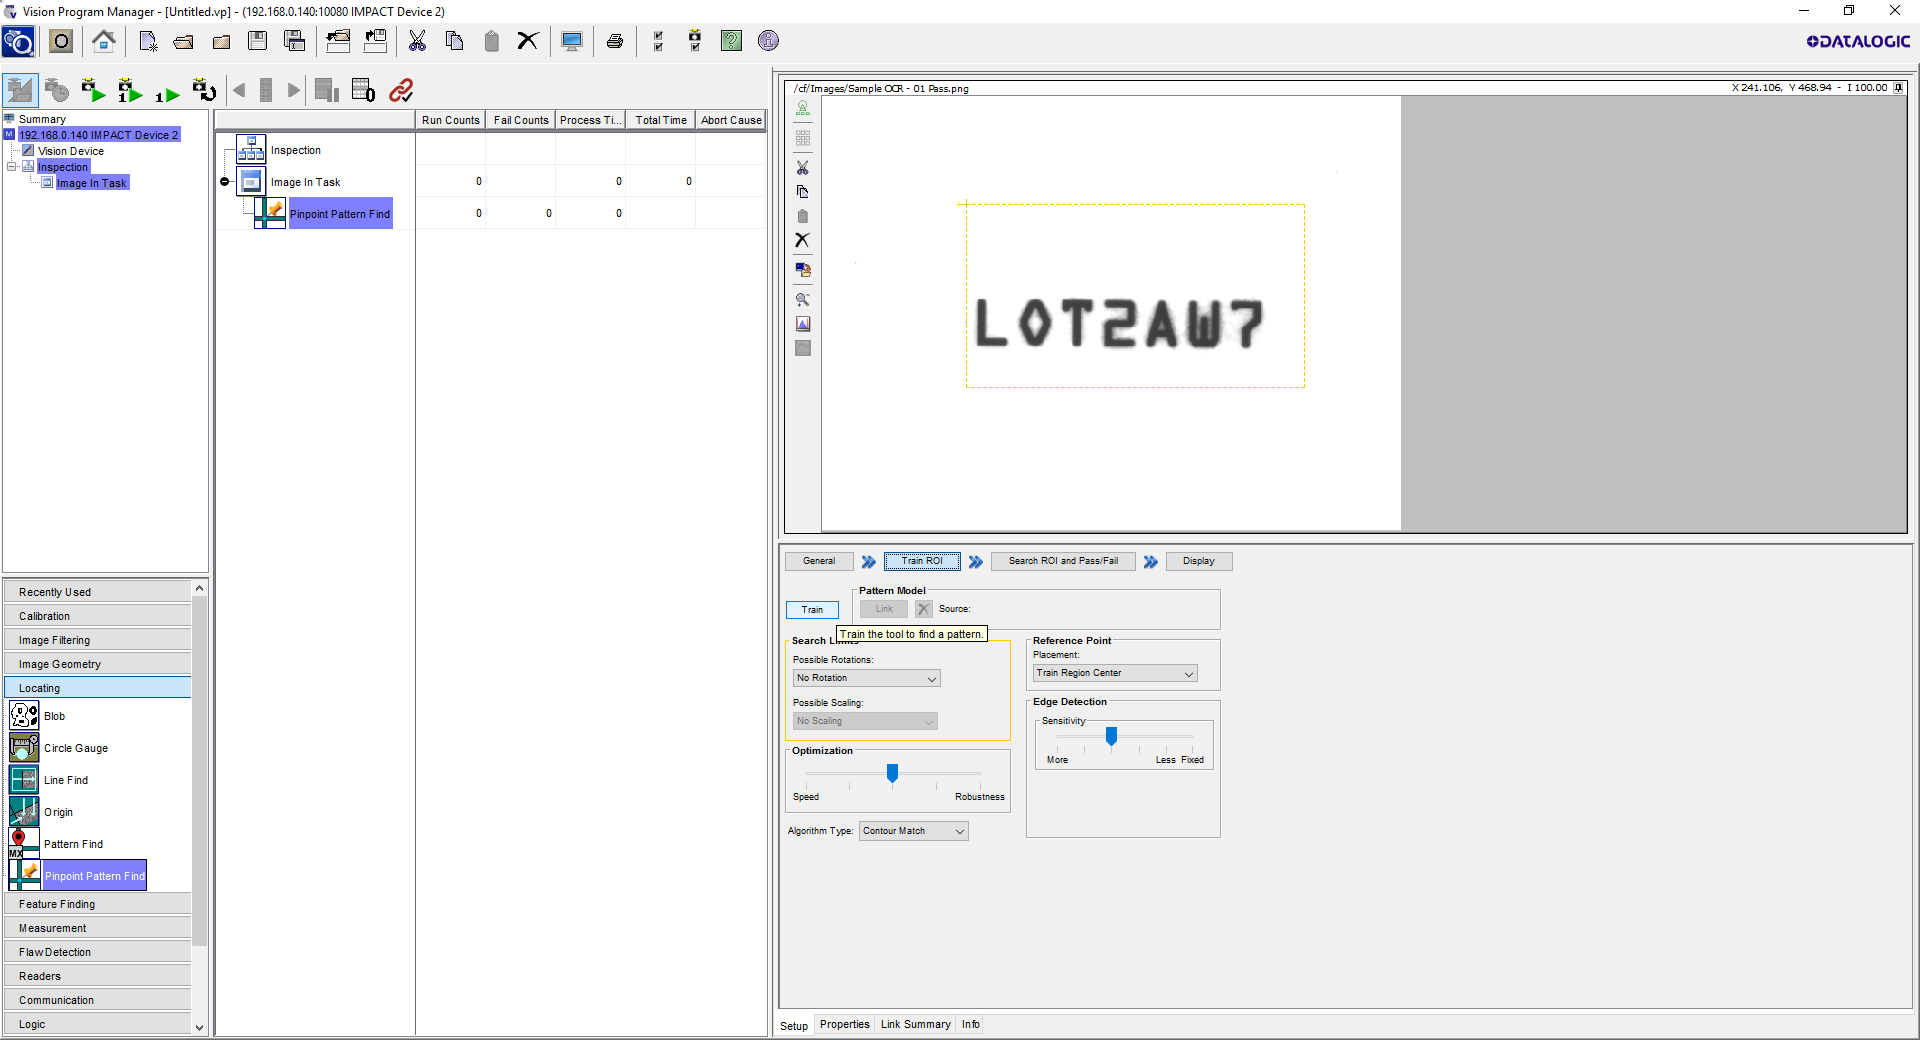 Vision Program Manager - [Untitled.vp] - (192.168.0.140:10080 IMPACT Device 2)
DATALOGIC
Summary
192.168.0.140 IMPACT Device 2
Vision Device
Inspection
Image In Task
Run Counts Fail Counts Process Ti... Total Time Abort Cause
Inspection
Image In Task 0 0 0
Pinpoint Pattern Find 0 0 0
/cf/Images/Sample OCR - 01 Pass.png X 241.106, Y 468.94 - I 100.00
LOT2AW7
Recently Used
Calibration
Image Filtering
Image Geometry
Locating
Blob
Circle Gauge
Line Find
Origin
MX
Pattern Find
Pinpoint Pattern Find
Feature Finding
Measurement
Flaw Detection
Readers
Communication
Logic
General Train ROI Search ROI and Pass/Fail Display
Pattern Model
Train Link Source:
Train the tool to find a pattern.
Search Limits
Possible Rotations:
No Rotation
Possible Scaling:
No Scaling
Optimization
Speed Robustness
Algorithm Type: Contour Match
Reference Point
Placement:
Train Region Center
Edge Detection
Sensitivity
More Less Fixed
Setup Properties Link Summary Info